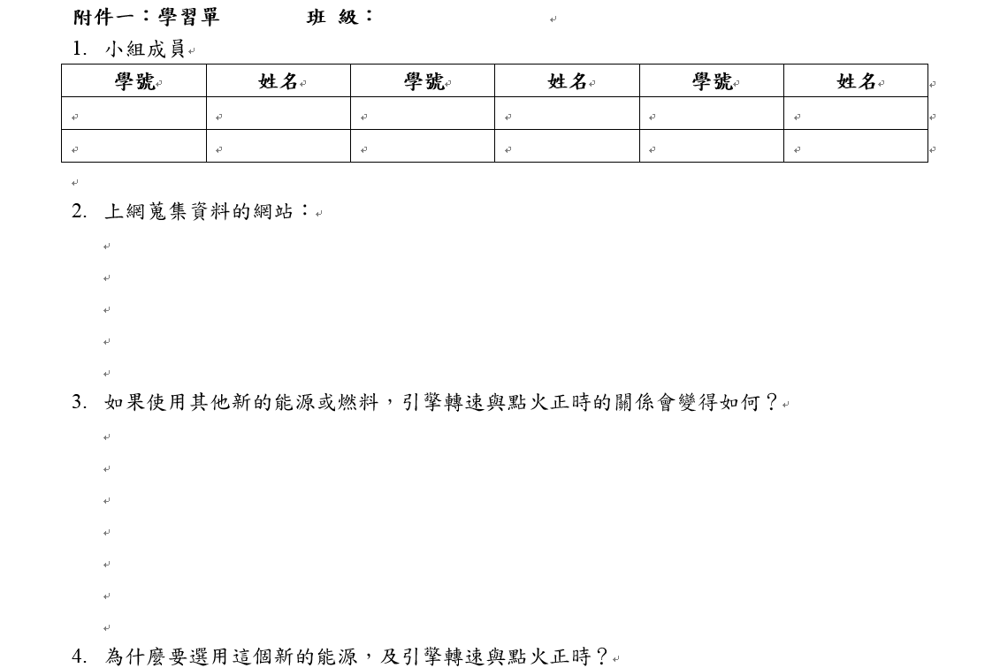 附件一：學習單 班 級：
1. 小組成員
學號 姓名 學號 姓名 學號 姓名
2. 上網蒐集資料的網站：
3. 如果使用其他新的能源或燃料，引擎轉速與點火正時的關係會變得如何？
4. 為什麼要選用這個新的能源，及引擎轉速與點火正時？